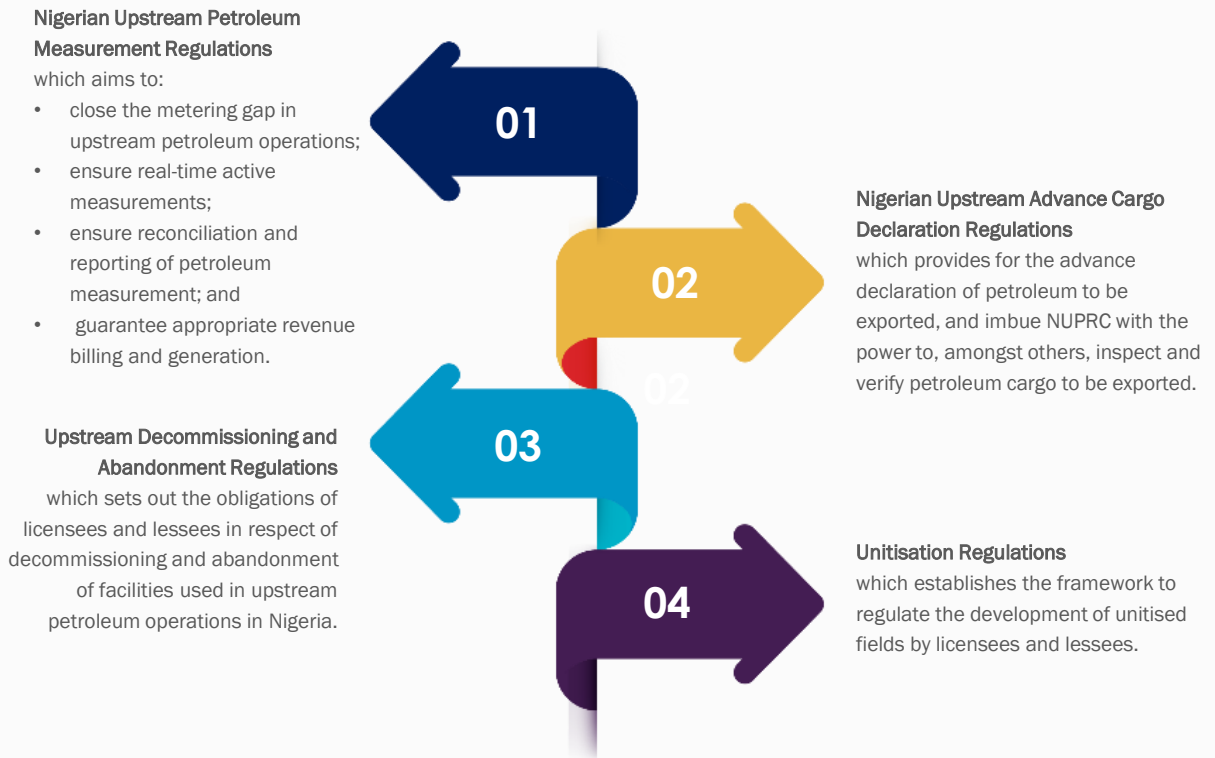 Nigerian Upstream Petroleum
Measurement Regulations
which aims to:
• close the metering gap in
upstream petroleum operations;
• ensure real-time active
measurements;
• ensure reconciliation and
reporting of petroleum
measurement; and
• guarantee appropriate revenue
billing and generation.
01
02
Nigerian Upstream Advance Cargo
Declaration Regulations
which provides for the advance
declaration of petroleum to be
exported, and imbue NUPRC with the
power to, amongst others, inspect and
verify petroleum cargo to be exported.
02
Upstream Decommissioning and
Abandonment Regulations
which sets out the obligations of
licensees and lessees in respect of
decommissioning and abandonment
of facilities used in upstream
petroleum operations in Nigeria.
03
04
Unitisation Regulations
which establishes the framework to
regulate the development of unitised
fields by licensees and lessees.